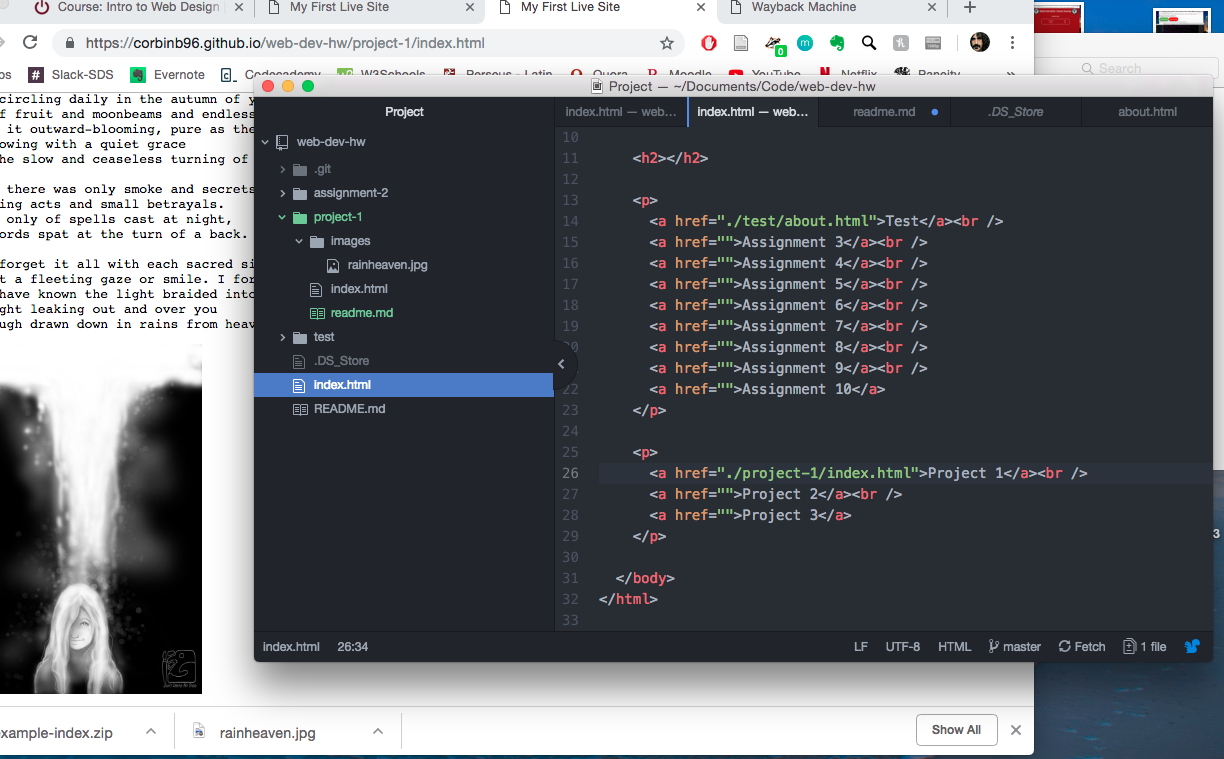 Course: Intro to Web Design
My First Live Site
My First Live Site
Wayback Machine
https://corbinb96.github.io/web-dev-hw/project-1/index.html
Slack-SDS
Evernote
Codecademy
W3Schools
Perseus - Latin
Quora
Moodle
YouTube
Netflix
Search
circling daily in the autumn of y
f fruit and moonbeams and endless
it outward-blooming, pure as the
owing with a quiet grace
he slow and ceaseless turning of
there was only smoke and secrets
ing acts and small betrayals.
only of spells cast at night,
ords spat at the turn of a back.
forget it all with each sacred si
t a fleeting gaze or smile. I for
have known the light braided into
ght leaking out and over you
ugh drawn down in rains from heav
Project — ~/Documents/Code/web-dev-hw
Project
web-dev-hw
.git
assignment-2
project-1
images
rainheaven.jpg
index.html
readme.md
test
.DS_Store
index.html
README.md
index.html — web...
index.html — web...
readme.md
.DS_Store
about.html
10
11 <h2></h2>
12
13 <p>
14 <a href="./test/about.html">Test</a><br />
15 <a href="">Assignment 3</a><br />
16 <a href="">Assignment 4</a><br />
17 <a href="">Assignment 5</a><br />
18 <a href="">Assignment 6</a><br />
19 <a href="">Assignment 7</a><br />
20 <a href="">Assignment 8</a><br />
<a href="">Assignment 9</a><br />
22 <a href="">Assignment 10</a>
23 </p>
24
25 <p>
26 <a href="./project-1/index.html">Project 1</a><br />
27 <a href="">Project 2</a><br />
28 <a href="">Project 3</a>
29 </p>
30
31 </body>
32 </html>
33
index.html 26:34
LF UTF-8 HTML master Fetch 1 file
xample-index.zip
rainheaven.jpg
Show All